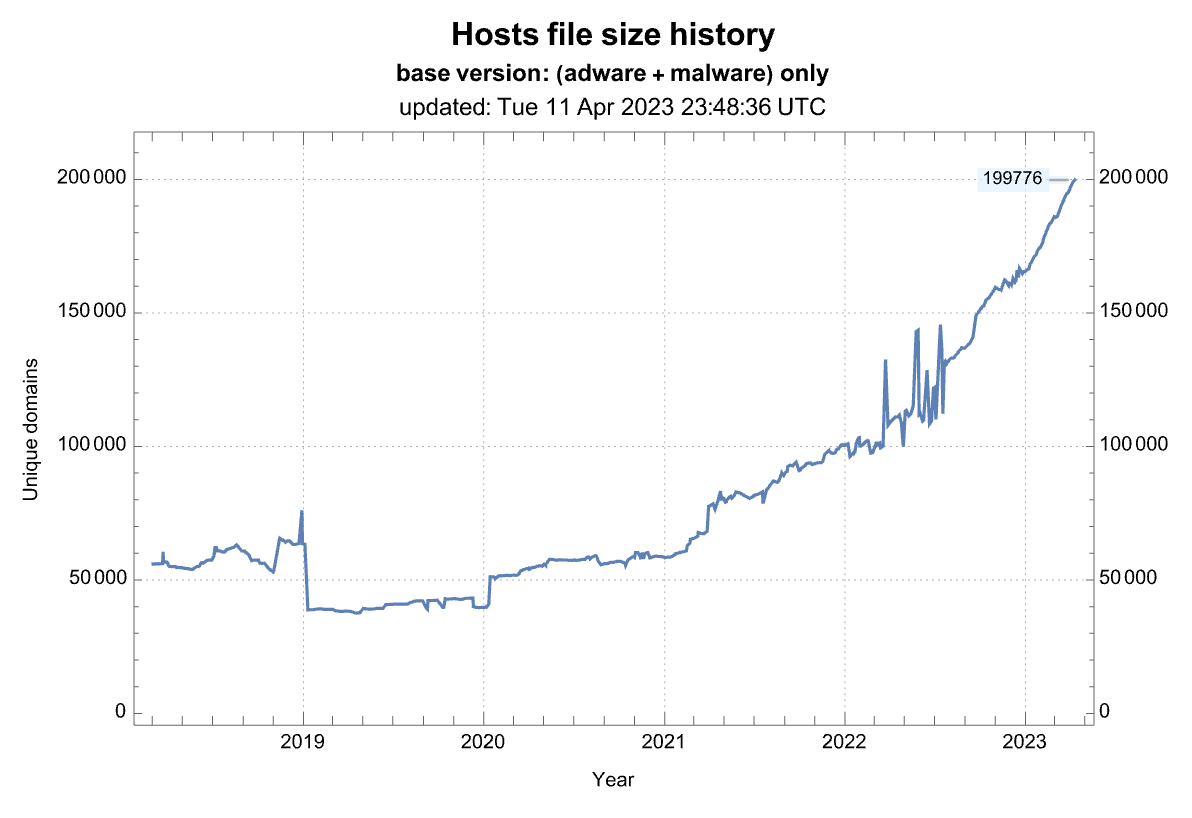 Hosts file size history
base version: (adware + malware) only
updated: Tue 11 Apr 2023 23:48:36 UTC
200 000
199776
200 000
150 000
150 000
Unique domains
100 000
100 000
50 000
50 000
0
0
2019 2020 2021 2022 2023
Year